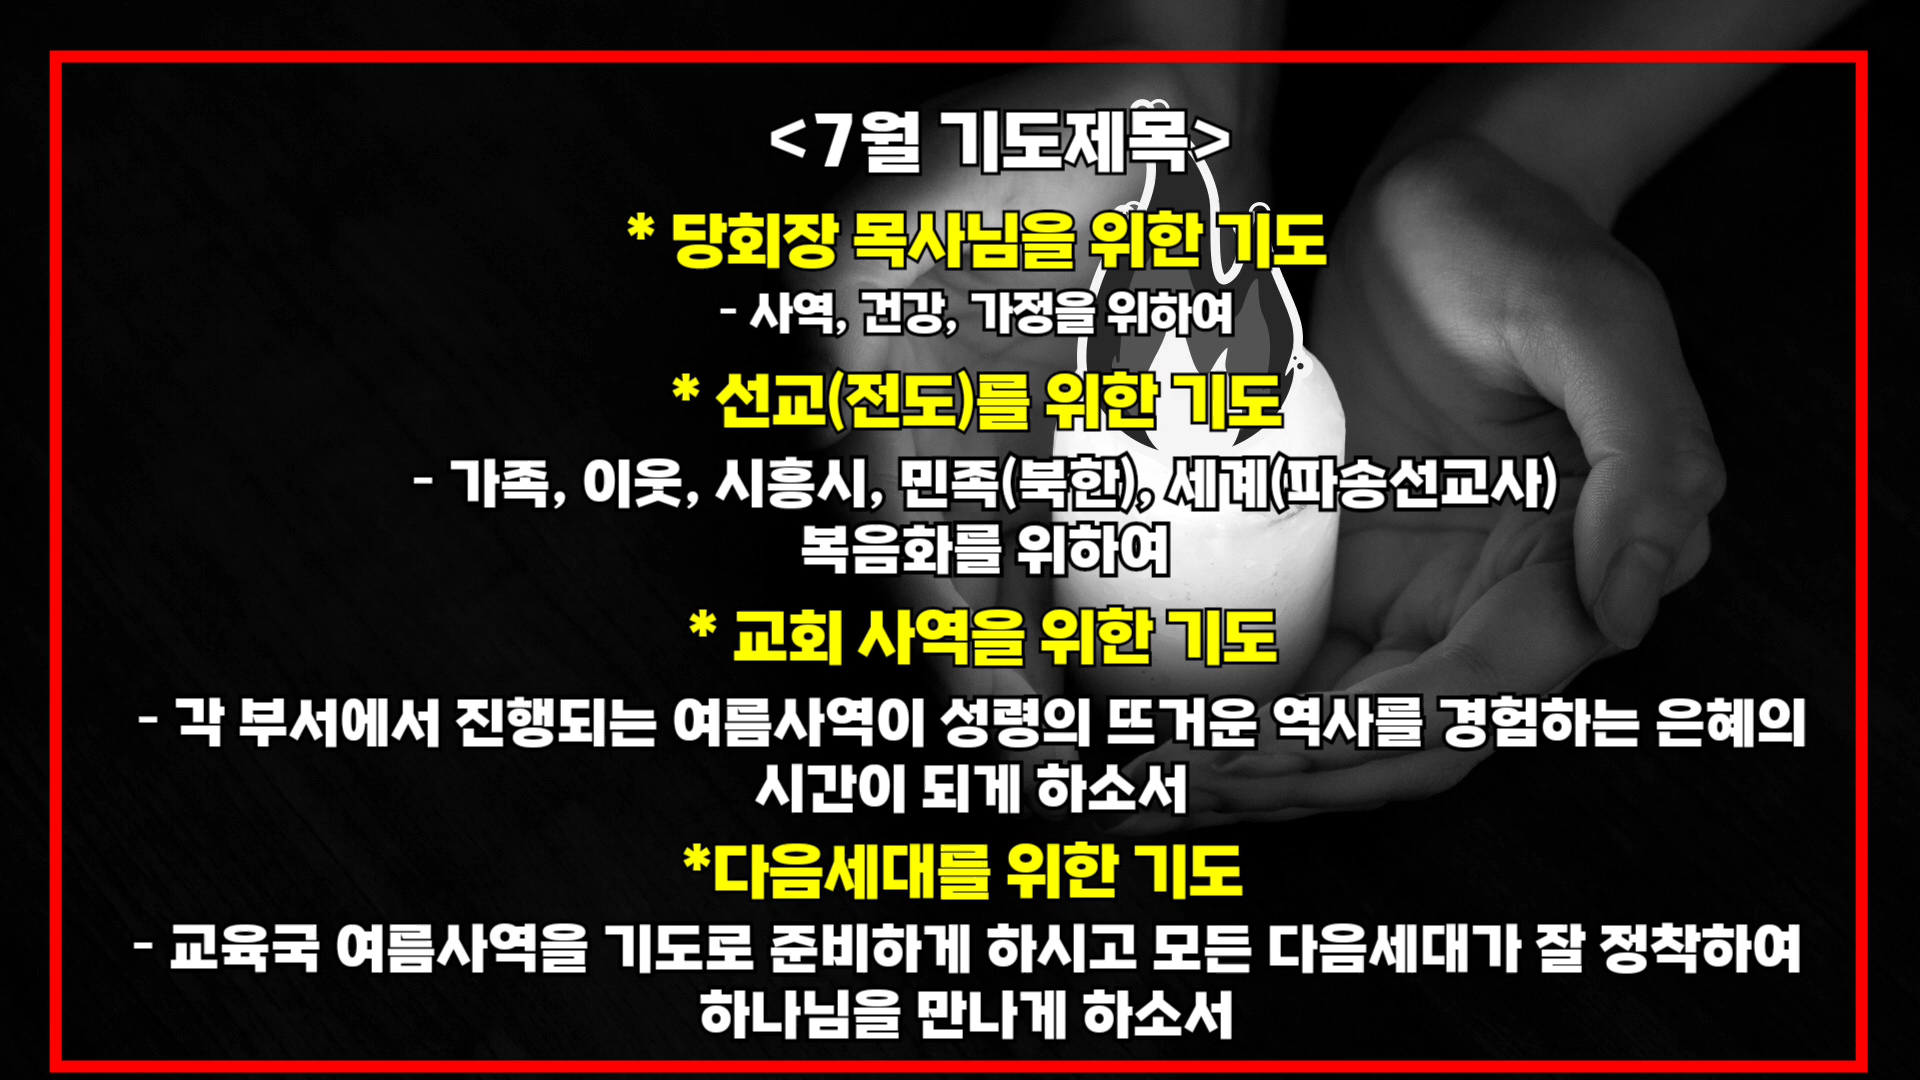 <7월 기도제목>
* 당회장 목사님을 위한 기도
- 사역, 건강, 가정을 위하여
* 선교(전도)를 위한 기도
- 가족, 이웃, 시흥시, 민족(북한), 세계(파송선교사)
복음화를 위하여
* 교회 사역을 위한 기도
- 각 부서에서 진행되는 여름사역이 성령의 뜨거운 역사를 경험하는 은혜의
시간이 되게 하소서
*다음세대를 위한 기도
- 교육국 여름사역을 기도로 준비하게 하시고 모든 다음세대가 잘 정착하여
하나님을 만나게 하소서